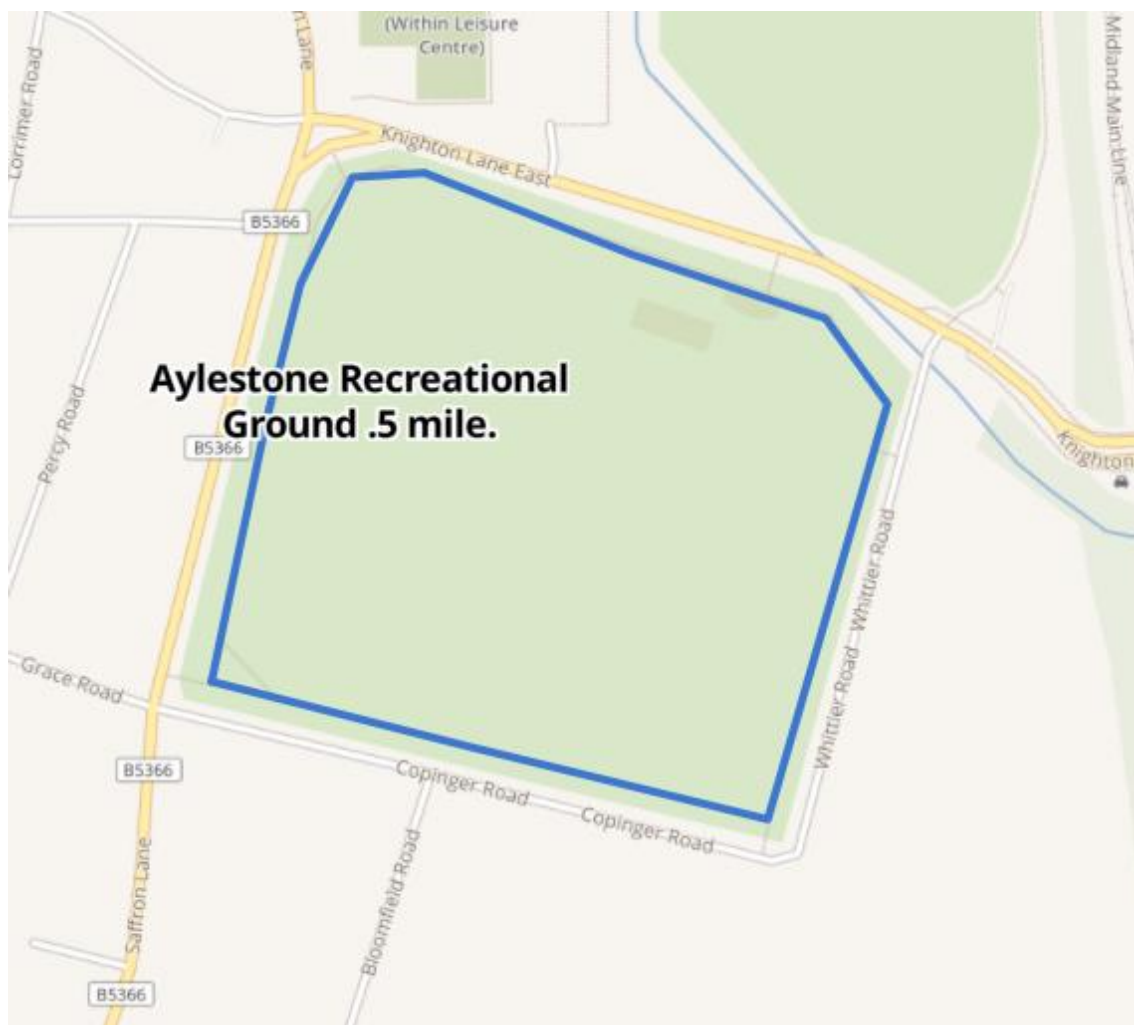 (Within Leisure
Centre)
n Lane
Lorrimer Road
Midland Main Line
Knighton Lane East
B5366
Aylestone Recreational
Ground .5 mile.
B5366
Percy Road
Knighton
Whittier Road
Whittier Road
Grace Road
B5366
Copinger Road
Copinger Road
Saffron Lane
Bloomfield Road
B5366